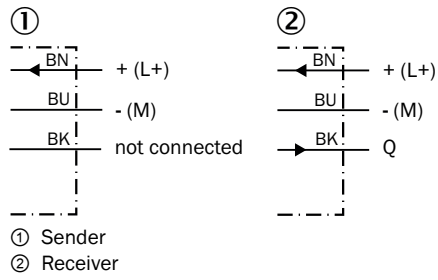 ① ②
BN + (L+) BN + (L+)
BU - (M) BU - (M)
BK not connected BK Q
① Sender
② Receiver